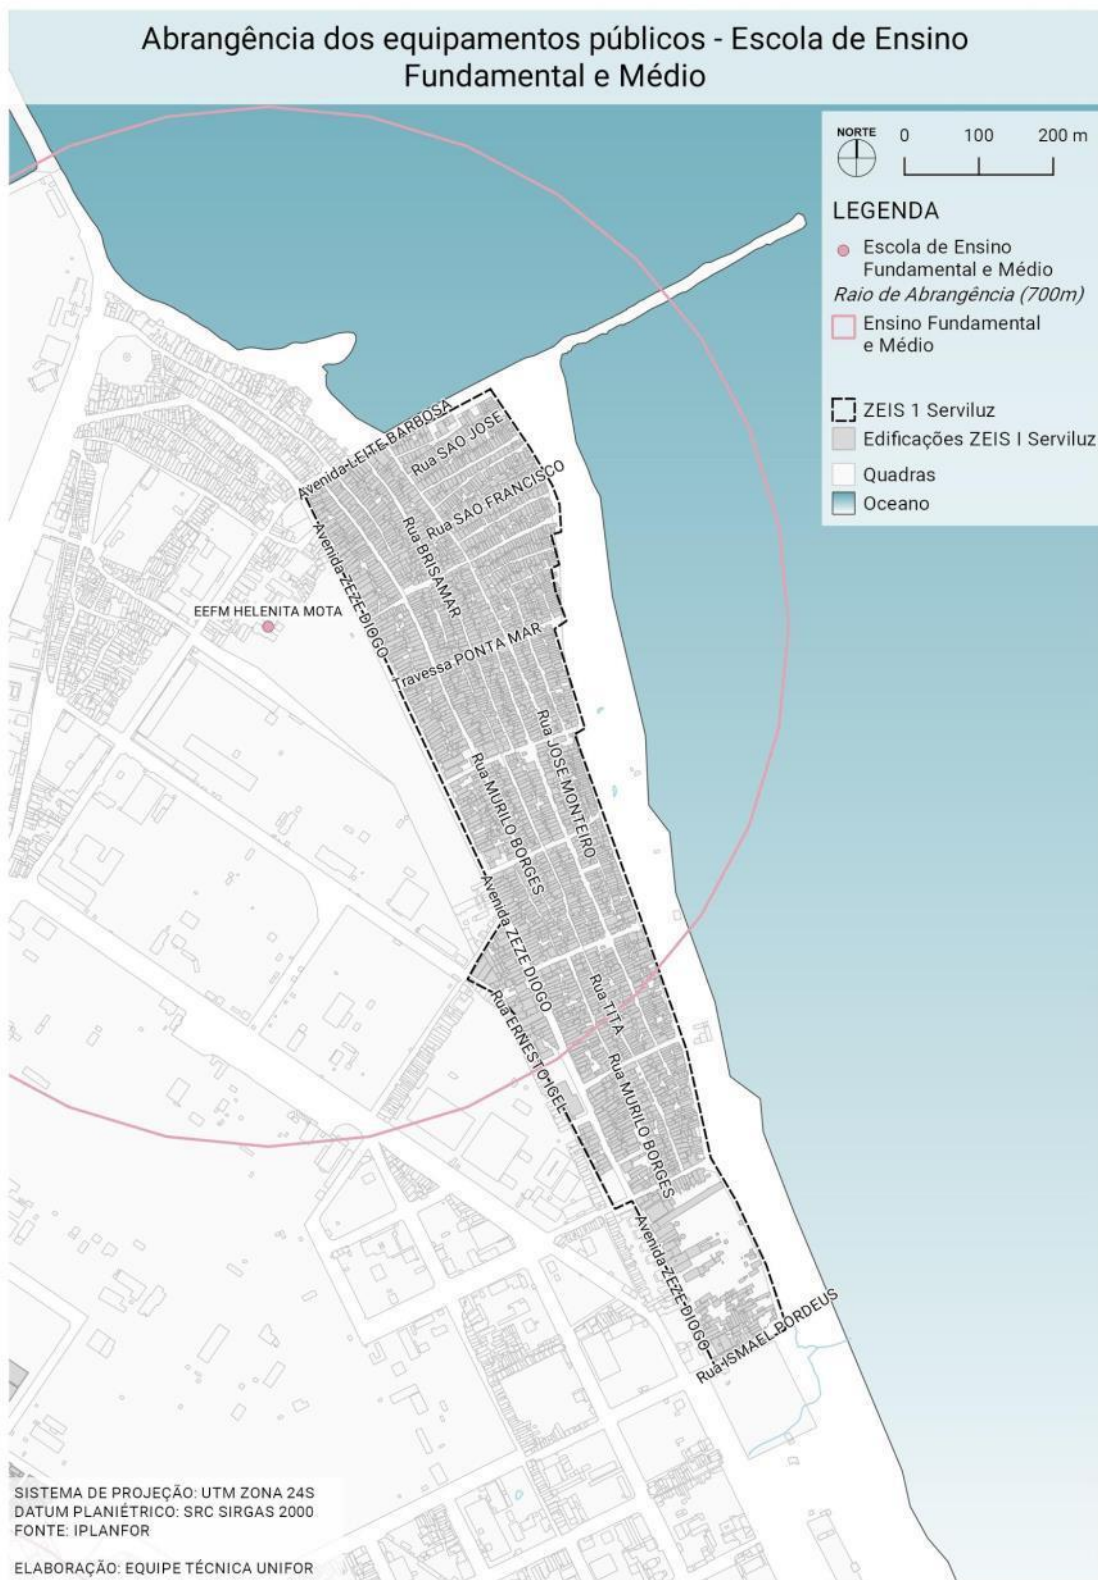 Abrangência dos equipamentos públicos - Escola de Ensino
Fundamental e Médio
NORTE
0 100 200 m
LEGENDA
Escola de Ensino
Fundamental e Médio
Raio de Abrangência (700m)
Ensino Fundamental
e Médio
ZEIS 1 Serviluz
Edificações ZEIS I Serviluz
Quadras
Oceano
Avenida LEITE BARBOSA
Rua SAO JOSE
Rua SAO FRANCISCO
Avenida ZEZE DIOGO
Rua BRISAMAR
EEFM HELENITA MOTA
Travessa PONTA MAR
Rua JOSE MONTEIRO
Rua MURILO BORGES
Avenida ZEZE DIOGO
Rua TITA
Rua ERNESTO IGEL
Rua MURILO BORGES
Avenida ZEZE DIOGO
Rua ISMAEL PORDEUS
SISTEMA DE PROJEÇÃO: UTM ZONA 24S
DATUM PLANIÉTRICO: SRC SIRGAS 2000
FONTE: IPLANFOR
ELABORAÇÃO: EQUIPE TÉCNICA UNIFOR